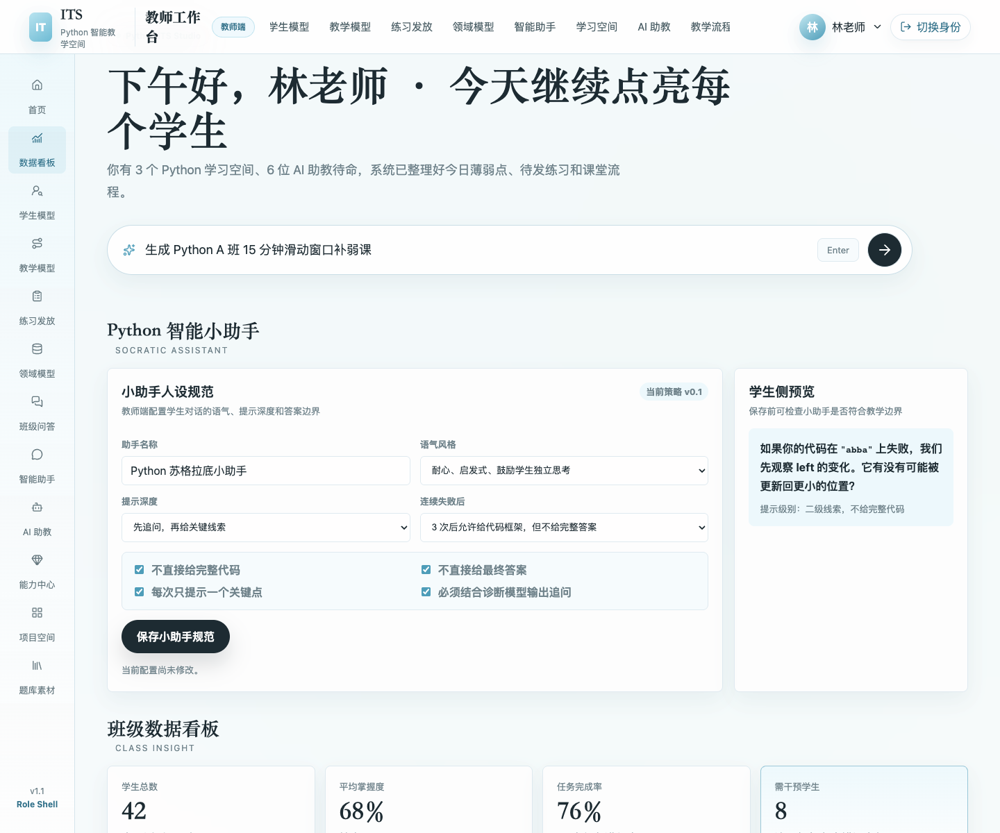 IT
ITS
Python 智能教
学空间
教师工作
台
教师端
学生模型
教学模型
练习发放
领域模型
智能助手
学习空间
AI 助教
教学流程
林
林老师
切换身份
首页
数据看板
学生模型
教学模型
练习发放
领域模型
班级问答
智能助手
AI 助教
能力中心
项目空间
题库素材
v1.1
Role Shell
下午好，林老师 · 今天继续点亮每
个学生
你有 3 个 Python 学习空间、6 位 AI 助教待命，系统已整理好今日薄弱点、待发练习和课堂流
程。
生成 Python A 班 15 分钟滑动窗口补弱课
Enter
Python 智能小助手
SOCRATIC ASSISTANT
小助手人设规范
当前策略 v0.1
教师端配置学生对话的语气、提示深度和答案边界
助手名称
语气风格
Python 苏格拉底小助手
耐心、启发式、鼓励学生独立思考
提示深度
连续失败后
先追问，再给关键线索
3 次后允许给代码框架，但不给完整答案
不直接给完整代码
不直接给最终答案
每次只提示一个关键点
必须结合诊断模型输出追问
保存小助手规范
当前配置尚未修改。
学生侧预览
保存前可检查小助手是否符合教学边界
如果你的代码在 "abba" 上失败，我们
先观察 left 的变化。它有没有可能被
更新回更小的位置？
提示级别：二级线索，不给完整代码
班级数据看板
CLASS INSIGHT
学生总数
42
平均掌握度
68%
任务完成率
76%
需干预学生
8